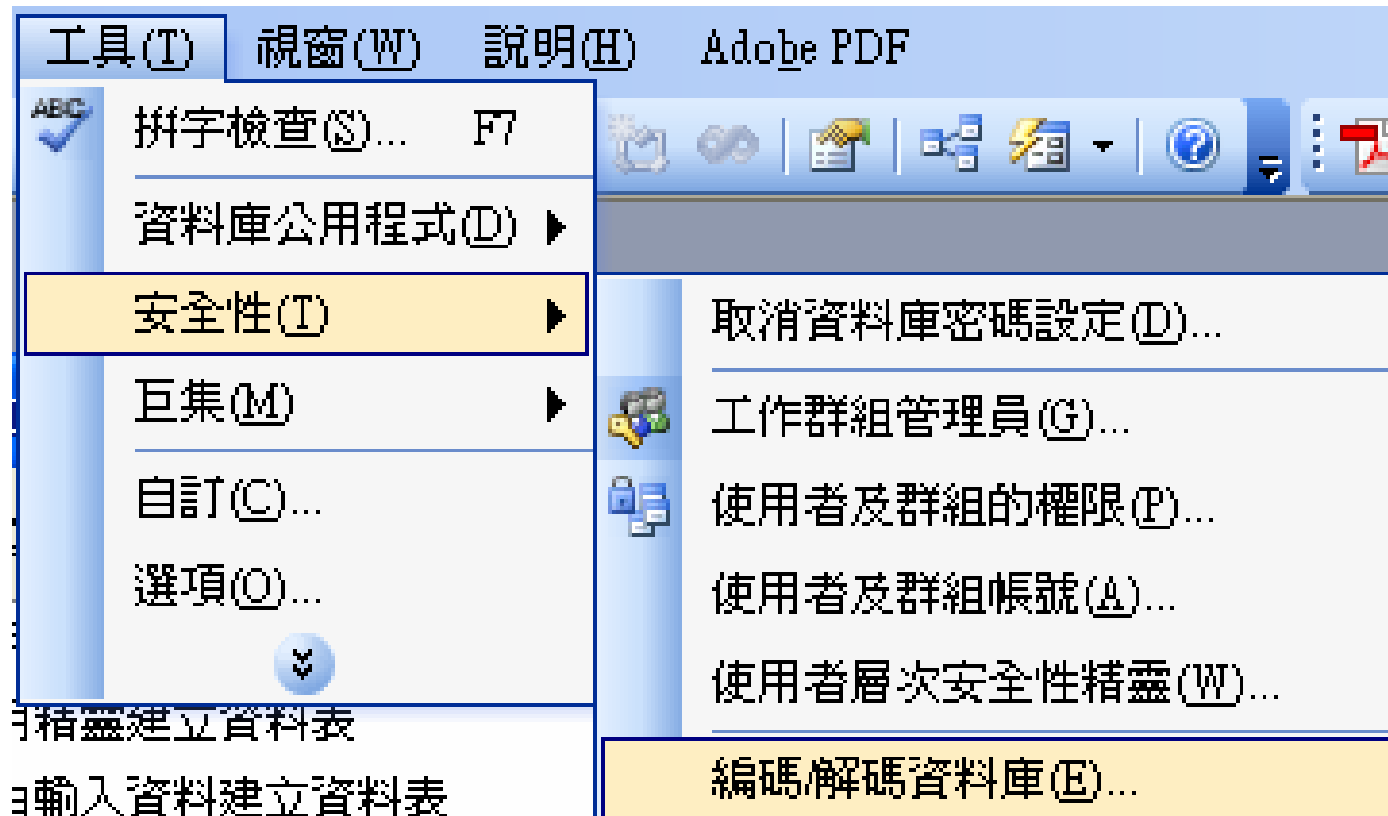 工具(T) 視窗(W) 說明(H) Adobe PDF
ABC
拼字檢查(S)... F7
資料庫公用程式(D)
安全性(T)
巨集(M)
自訂(C)...
選項(O)...
取消資料庫密碼設定(D)...
工作群組管理員(G)...
使用者及群組的權限(P)...
使用者及群組帳號(A)...
使用者層次安全性精靈(W)...
編碼/解碼資料庫(E)...
精靈建立資料表
輸入資料建立資料表